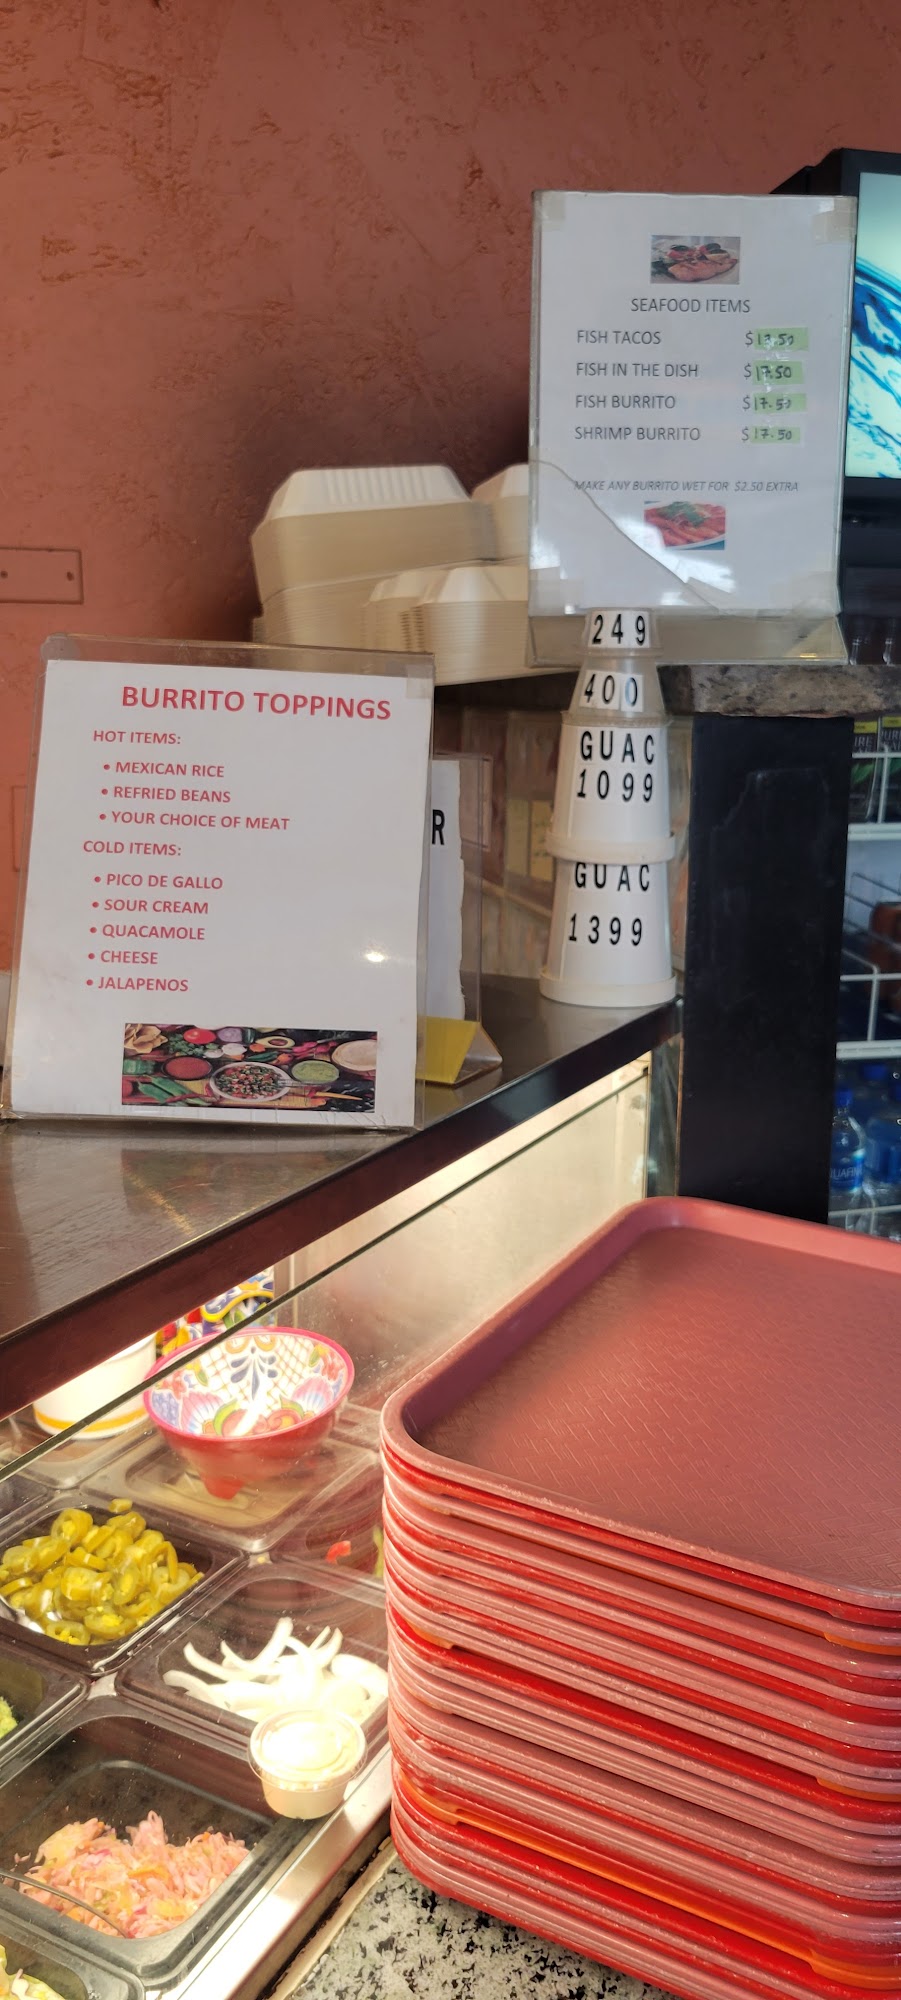 SEAFOOD ITEMS
FISH TACOS $13.50
FISH IN THE DISH $17.50
FISH BURRITO $17.50
SHRIMP BURRITO $17.50
MAKE ANY BURRITO WET FOR $2.50 EXTRA
249
400
GUAC
1099
GUAC
1399
BURRITO TOPPINGS
HOT ITEMS:
• MEXICAN RICE
• REFRIED BEANS
• YOUR CHOICE OF MEAT
COLD ITEMS:
• PICO DE GALLO
• SOUR CREAM
• QUACAMOLE
• CHEESE
• JALAPENOS
R